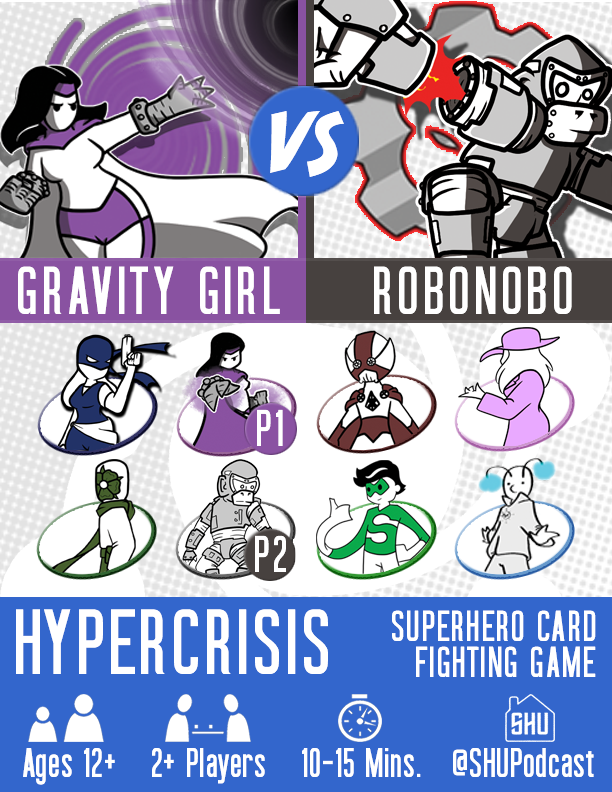 VS
GRAVITY GIRL
ROBONOBO
P1
S
P2
HYPERCRISIS
SUPERHERO CARD
FIGHTING GAME
SHU
Ages 12+
2+ Players
10-15 Mins.
@SHUPodcast